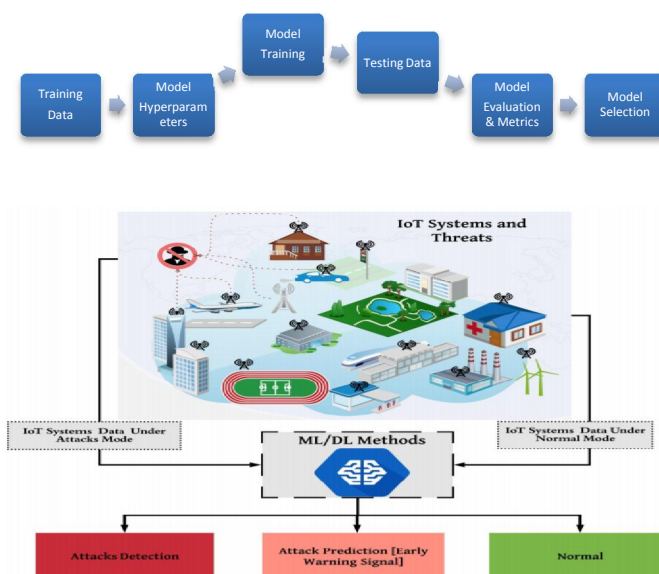 Training
Data
Model
Hyperparam
eters
Model
Training
Testing Data
Model
Evaluation
& Metrics
Model
Selection
IoT Systems and
Threats
IoT Systems Data Under
Attacks Mode
IoT Systems Data Under
Normal Mode
ML/DL Methods
Attacks Detection
Attack Prediction [Early
Warning Signal]
Normal